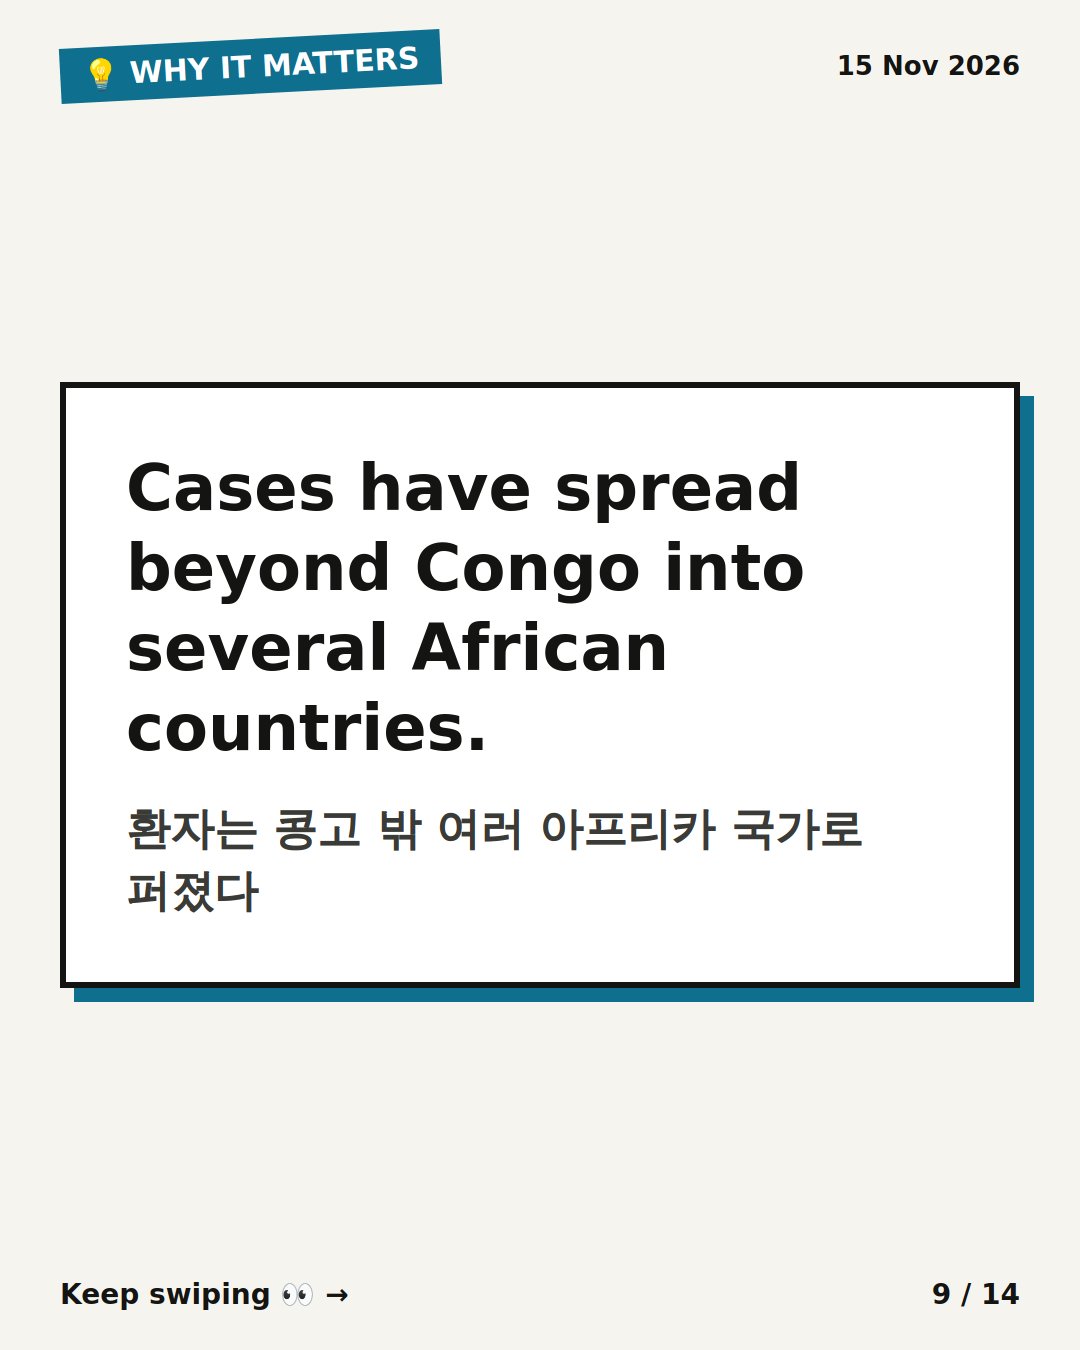 💡 WHY IT MATTERS
15 Nov 2026
Cases have spread
beyond Congo into
several African
countries.
환자는 콩고 밖 여러 아프리카 국가로
퍼졌다
Keep swiping 👀 →
9 / 14